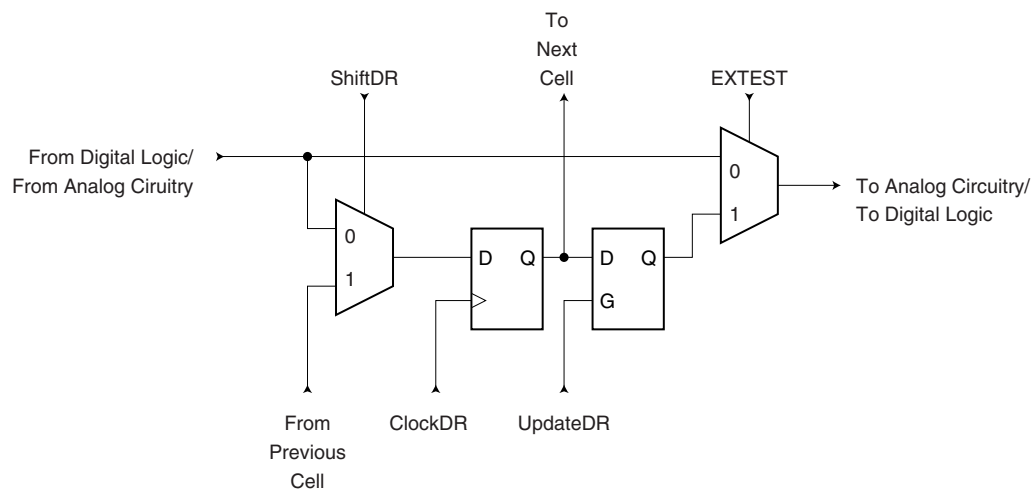 To
Next
Cell
ShiftDR
EXTEST
From Digital Logic/
From Analog Ciruitry
0
1
D
Q
D
Q
G
0
1
To Analog Circuitry/
To Digital Logic
From
Previous
Cell
ClockDR
UpdateDR